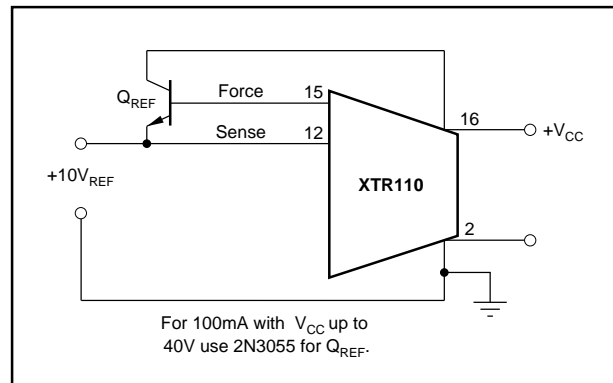 Q_REF
Force
15
16
+V_CC
Sense
12
+10V_REF
XTR110
2
For 100mA with V_CC up to
40V use 2N3055 for Q_REF.